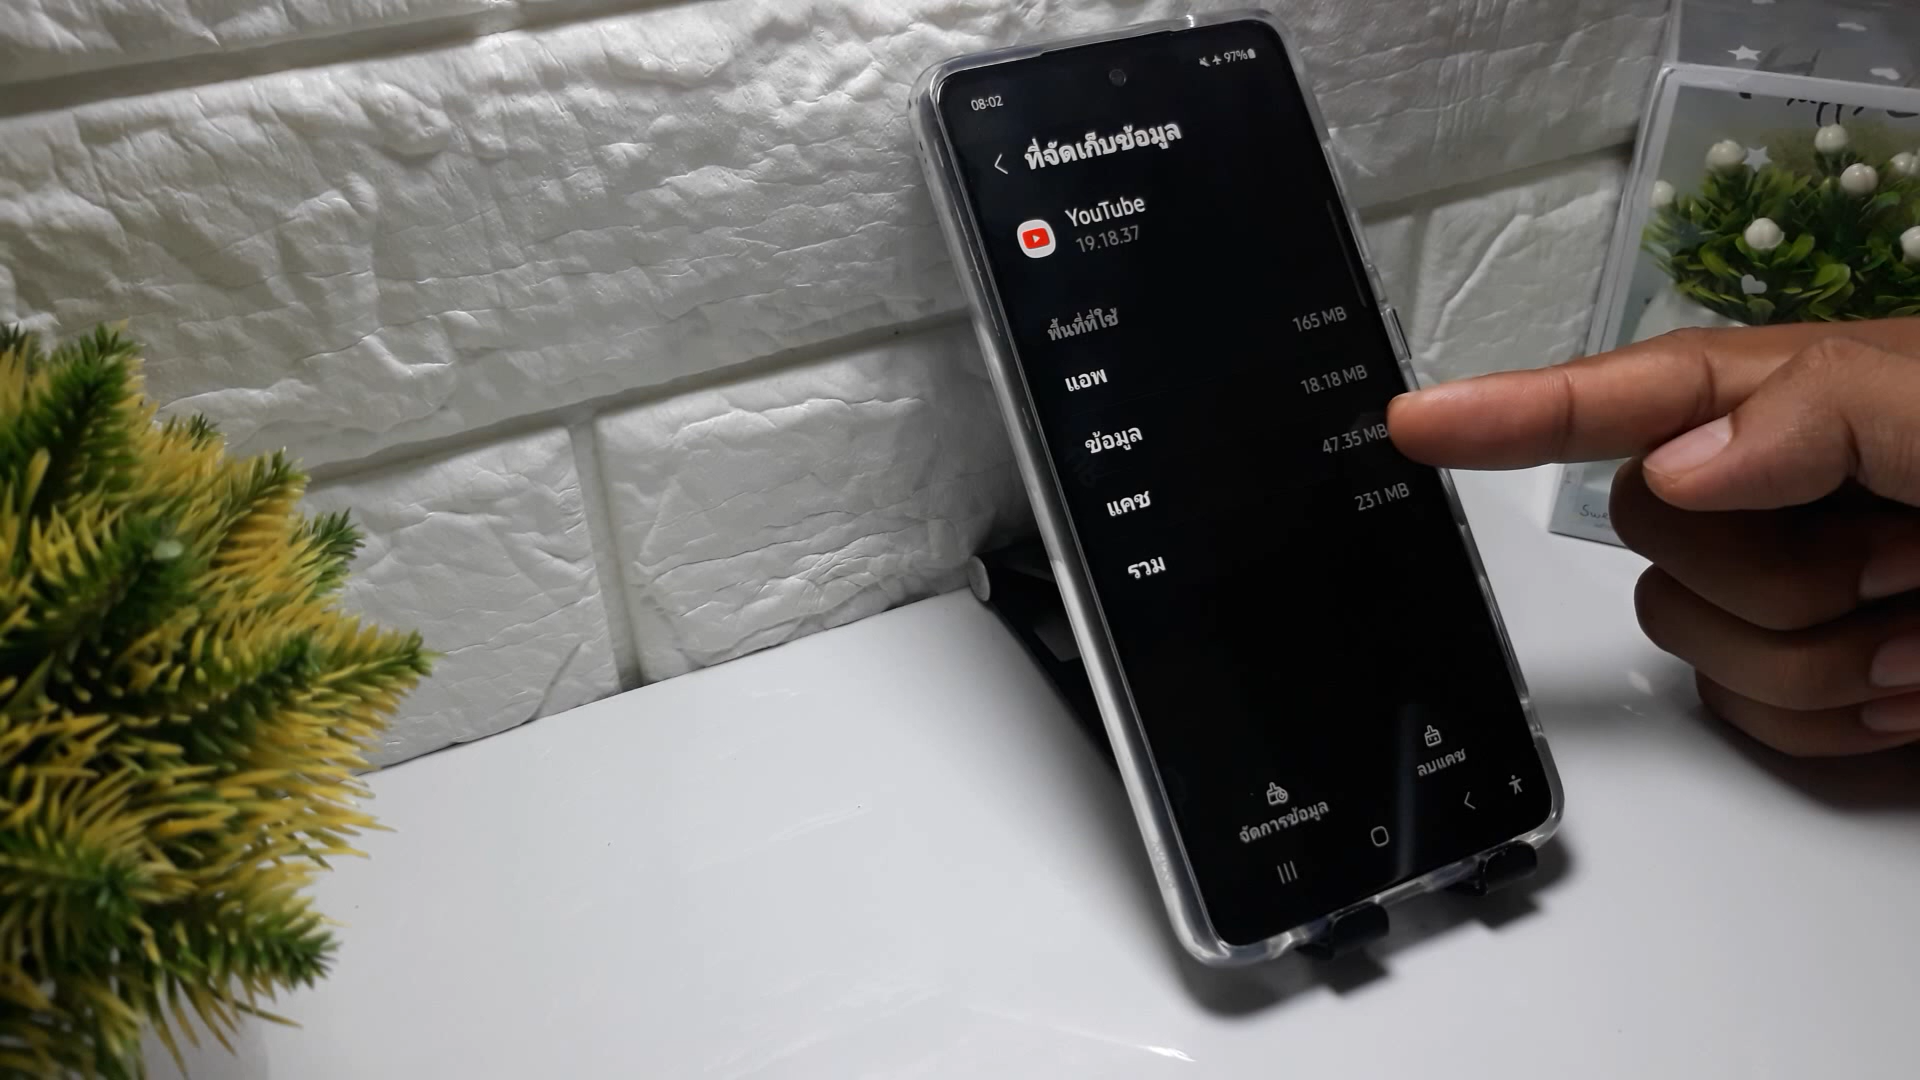 08:02 97%
ที่จัดเก็บข้อมูล
YouTube
19.18.37
พื้นที่ที่ใช้
แอพ 165 MB
ข้อมูล 18.18 MB
แคช 47.35 MB
รวม 231 MB
จัดการข้อมูล
ลบแคช